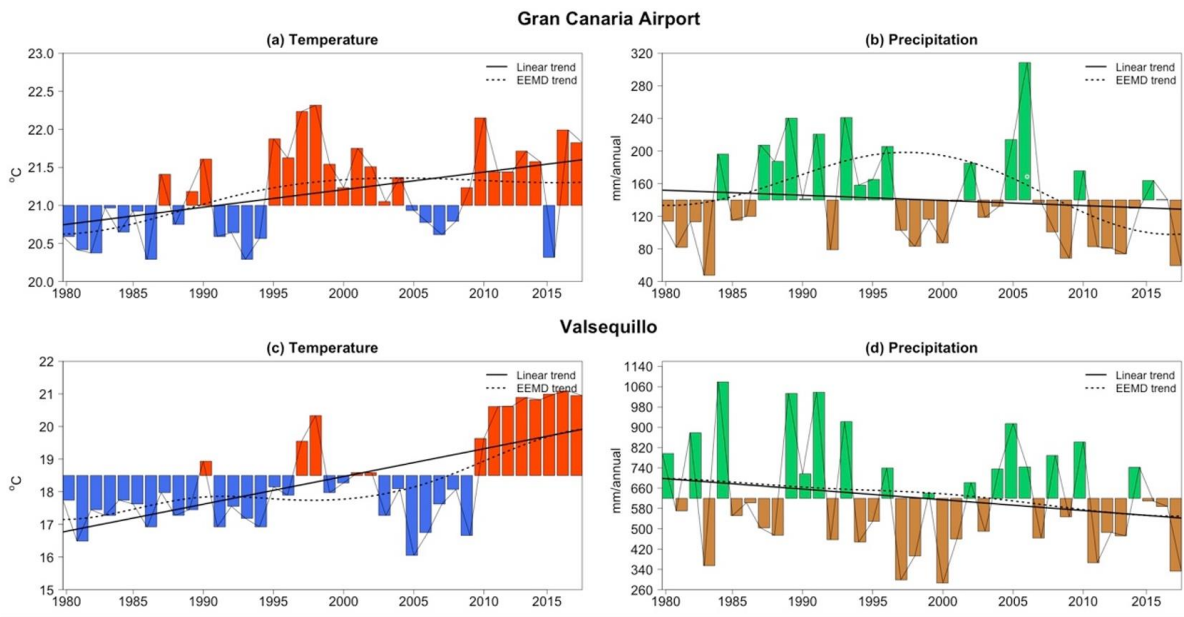 Gran Canaria Airport
(a) Temperature
(b) Precipitation
23.0
22.5
22.0
21.5
21.0
20.5
20.0
°C
Linear trend
EEMD trend
1980 1985 1990 1995 2000 2005 2010 2015
320
280
240
200
160
120
80
40
mm/annual
Linear trend
EEMD trend
1980 1985 1990 1995 2000 2005 2010 2015
Valsequillo
(c) Temperature
(d) Precipitation
22
21
20
19
18
17
16
15
°C
Linear trend
EEMD trend
1980 1985 1990 1995 2000 2005 2010 2015
1140
1060
980
900
820
740
660
580
500
420
340
260
mm/annual
Linear trend
EEMD trend
1980 1985 1990 1995 2000 2005 2010 2015